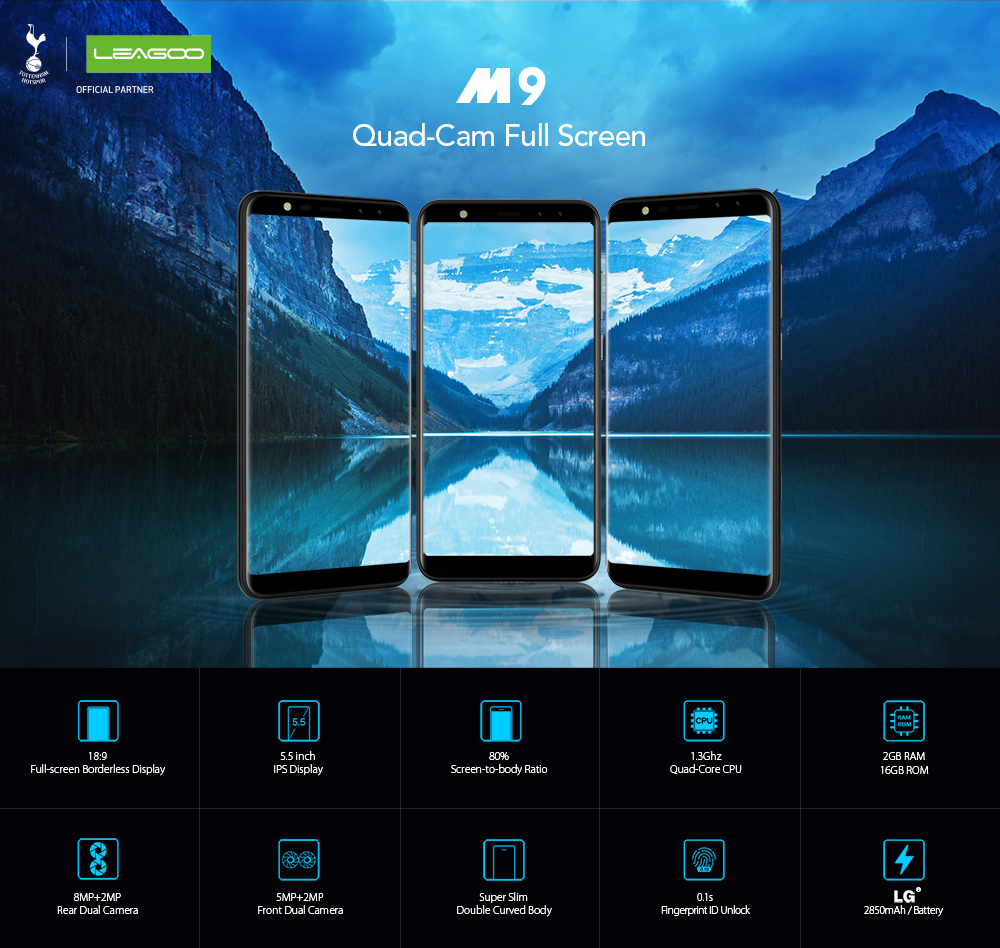 TOTTENHAM
HOTSPUR
LEAGOO
OFFICIAL PARTNER
M9
Quad-Cam Full Screen
18:9
Full-screen Borderless Display
5.5
5.5 inch
IPS Display
80%
Screen-to-body Ratio
CPU
1.3Ghz
Quad-Core CPU
RAM
ROM
2GB RAM
16GB ROM
8MP+2MP
Rear Dual Camera
5MP+2MP
Front Dual Camera
Super Slim
Double Curved Body
0.1s
0.1s
Fingerprint ID Unlock
LG®
2850mAh / Battery